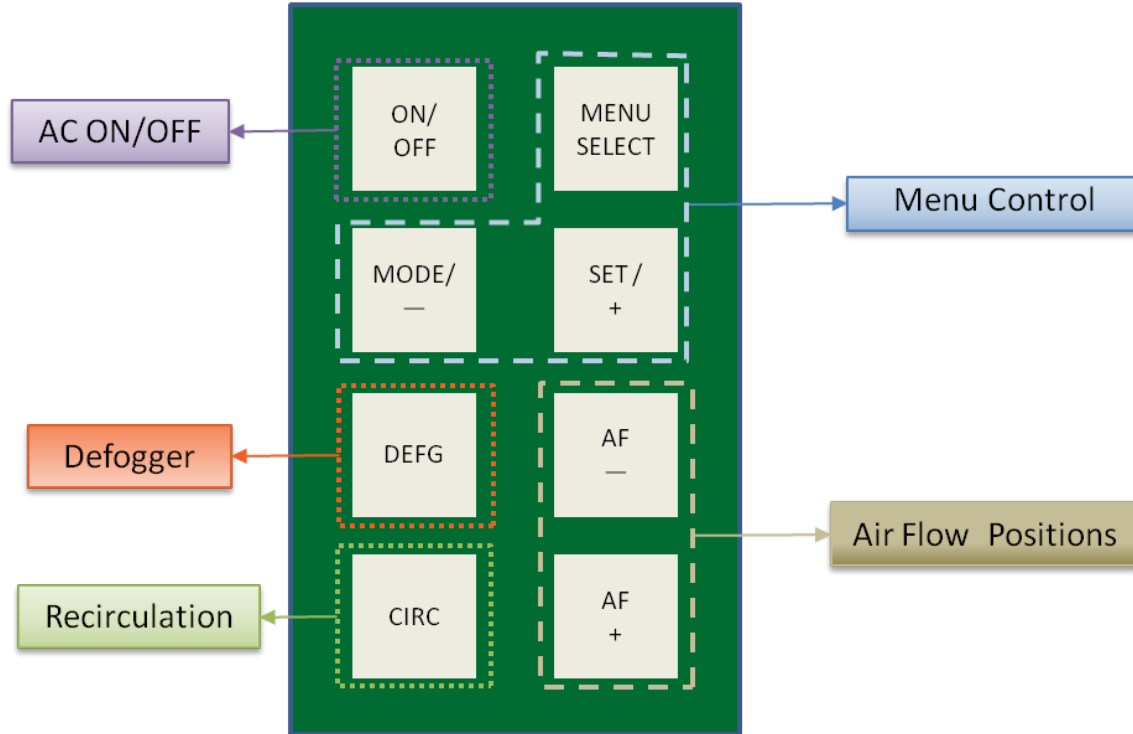 AC ON/OFF
ON/
OFF
MENU
SELECT
Menu Control
MODE/
—
SET /
+
Defogger
DEFG
AF
—
Air Flow Positions
Recirculation
CIRC
AF
+